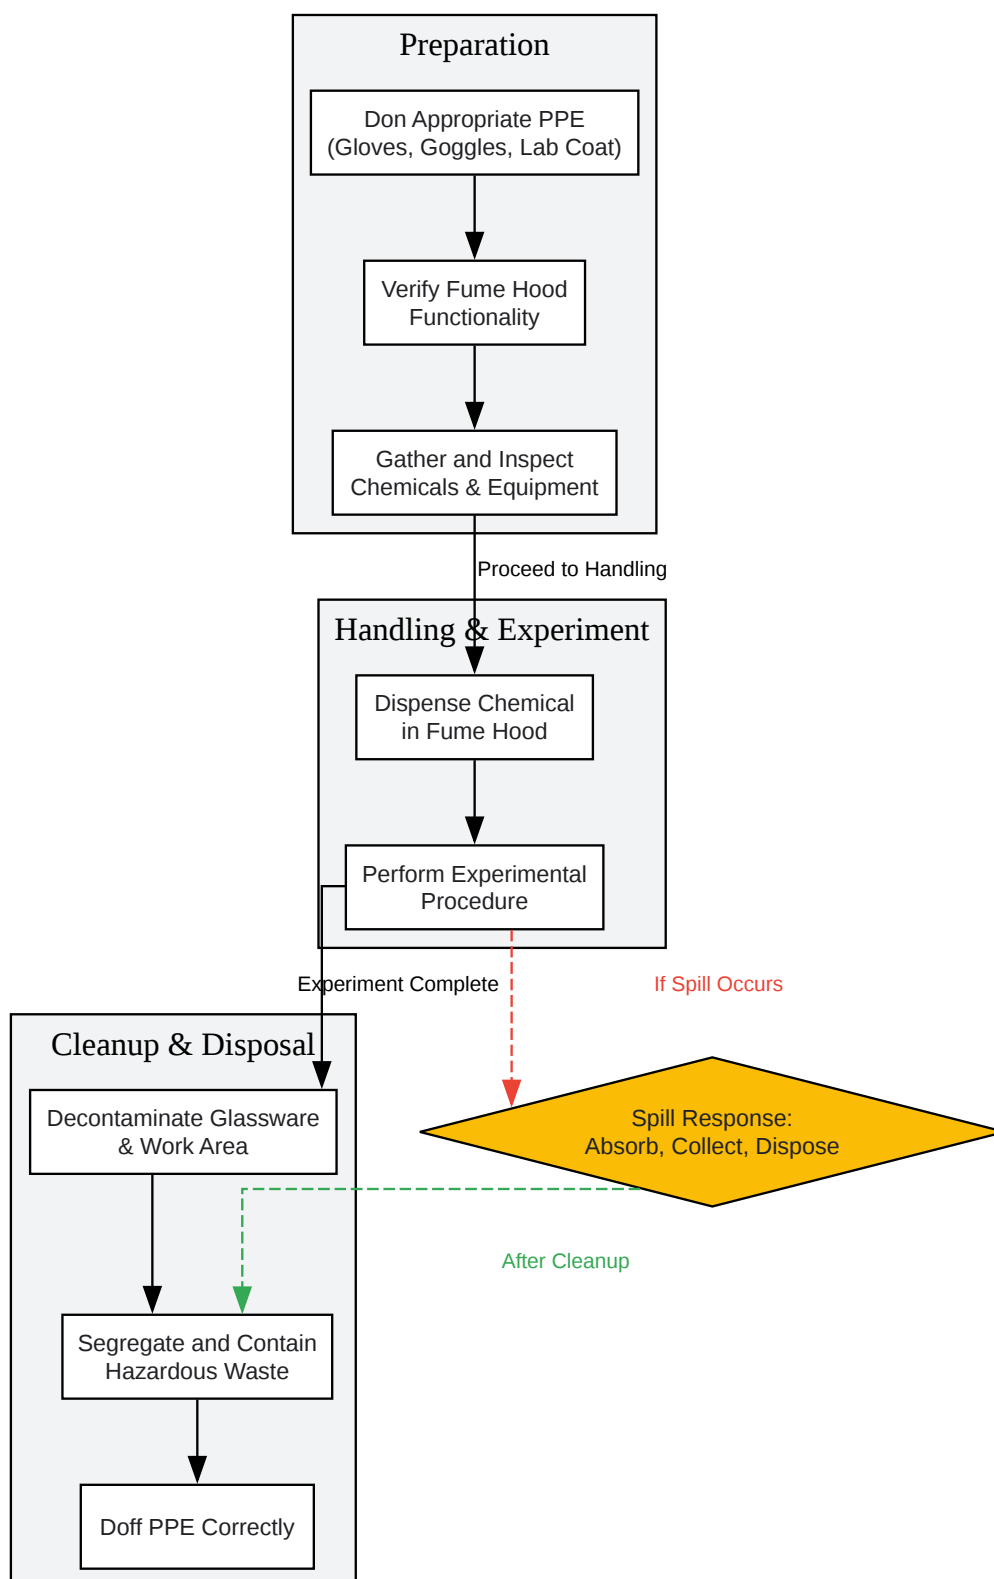 Preparation
Don Appropriate PPE
(Gloves, Goggles, Lab Coat)
Verify Fume Hood
Functionality
Gather and Inspect
Chemicals & Equipment
Proceed to Handling
Handling & Experiment
Dispense Chemical
in Fume Hood
Perform Experimental
Procedure
Experiment Complete
If Spill Occurs
Cleanup & Disposal
Decontaminate Glassware
& Work Area
Spill Response:
Absorb, Collect, Dispose
After Cleanup
Segregate and Contain
Hazardous Waste
Doff PPE Correctly